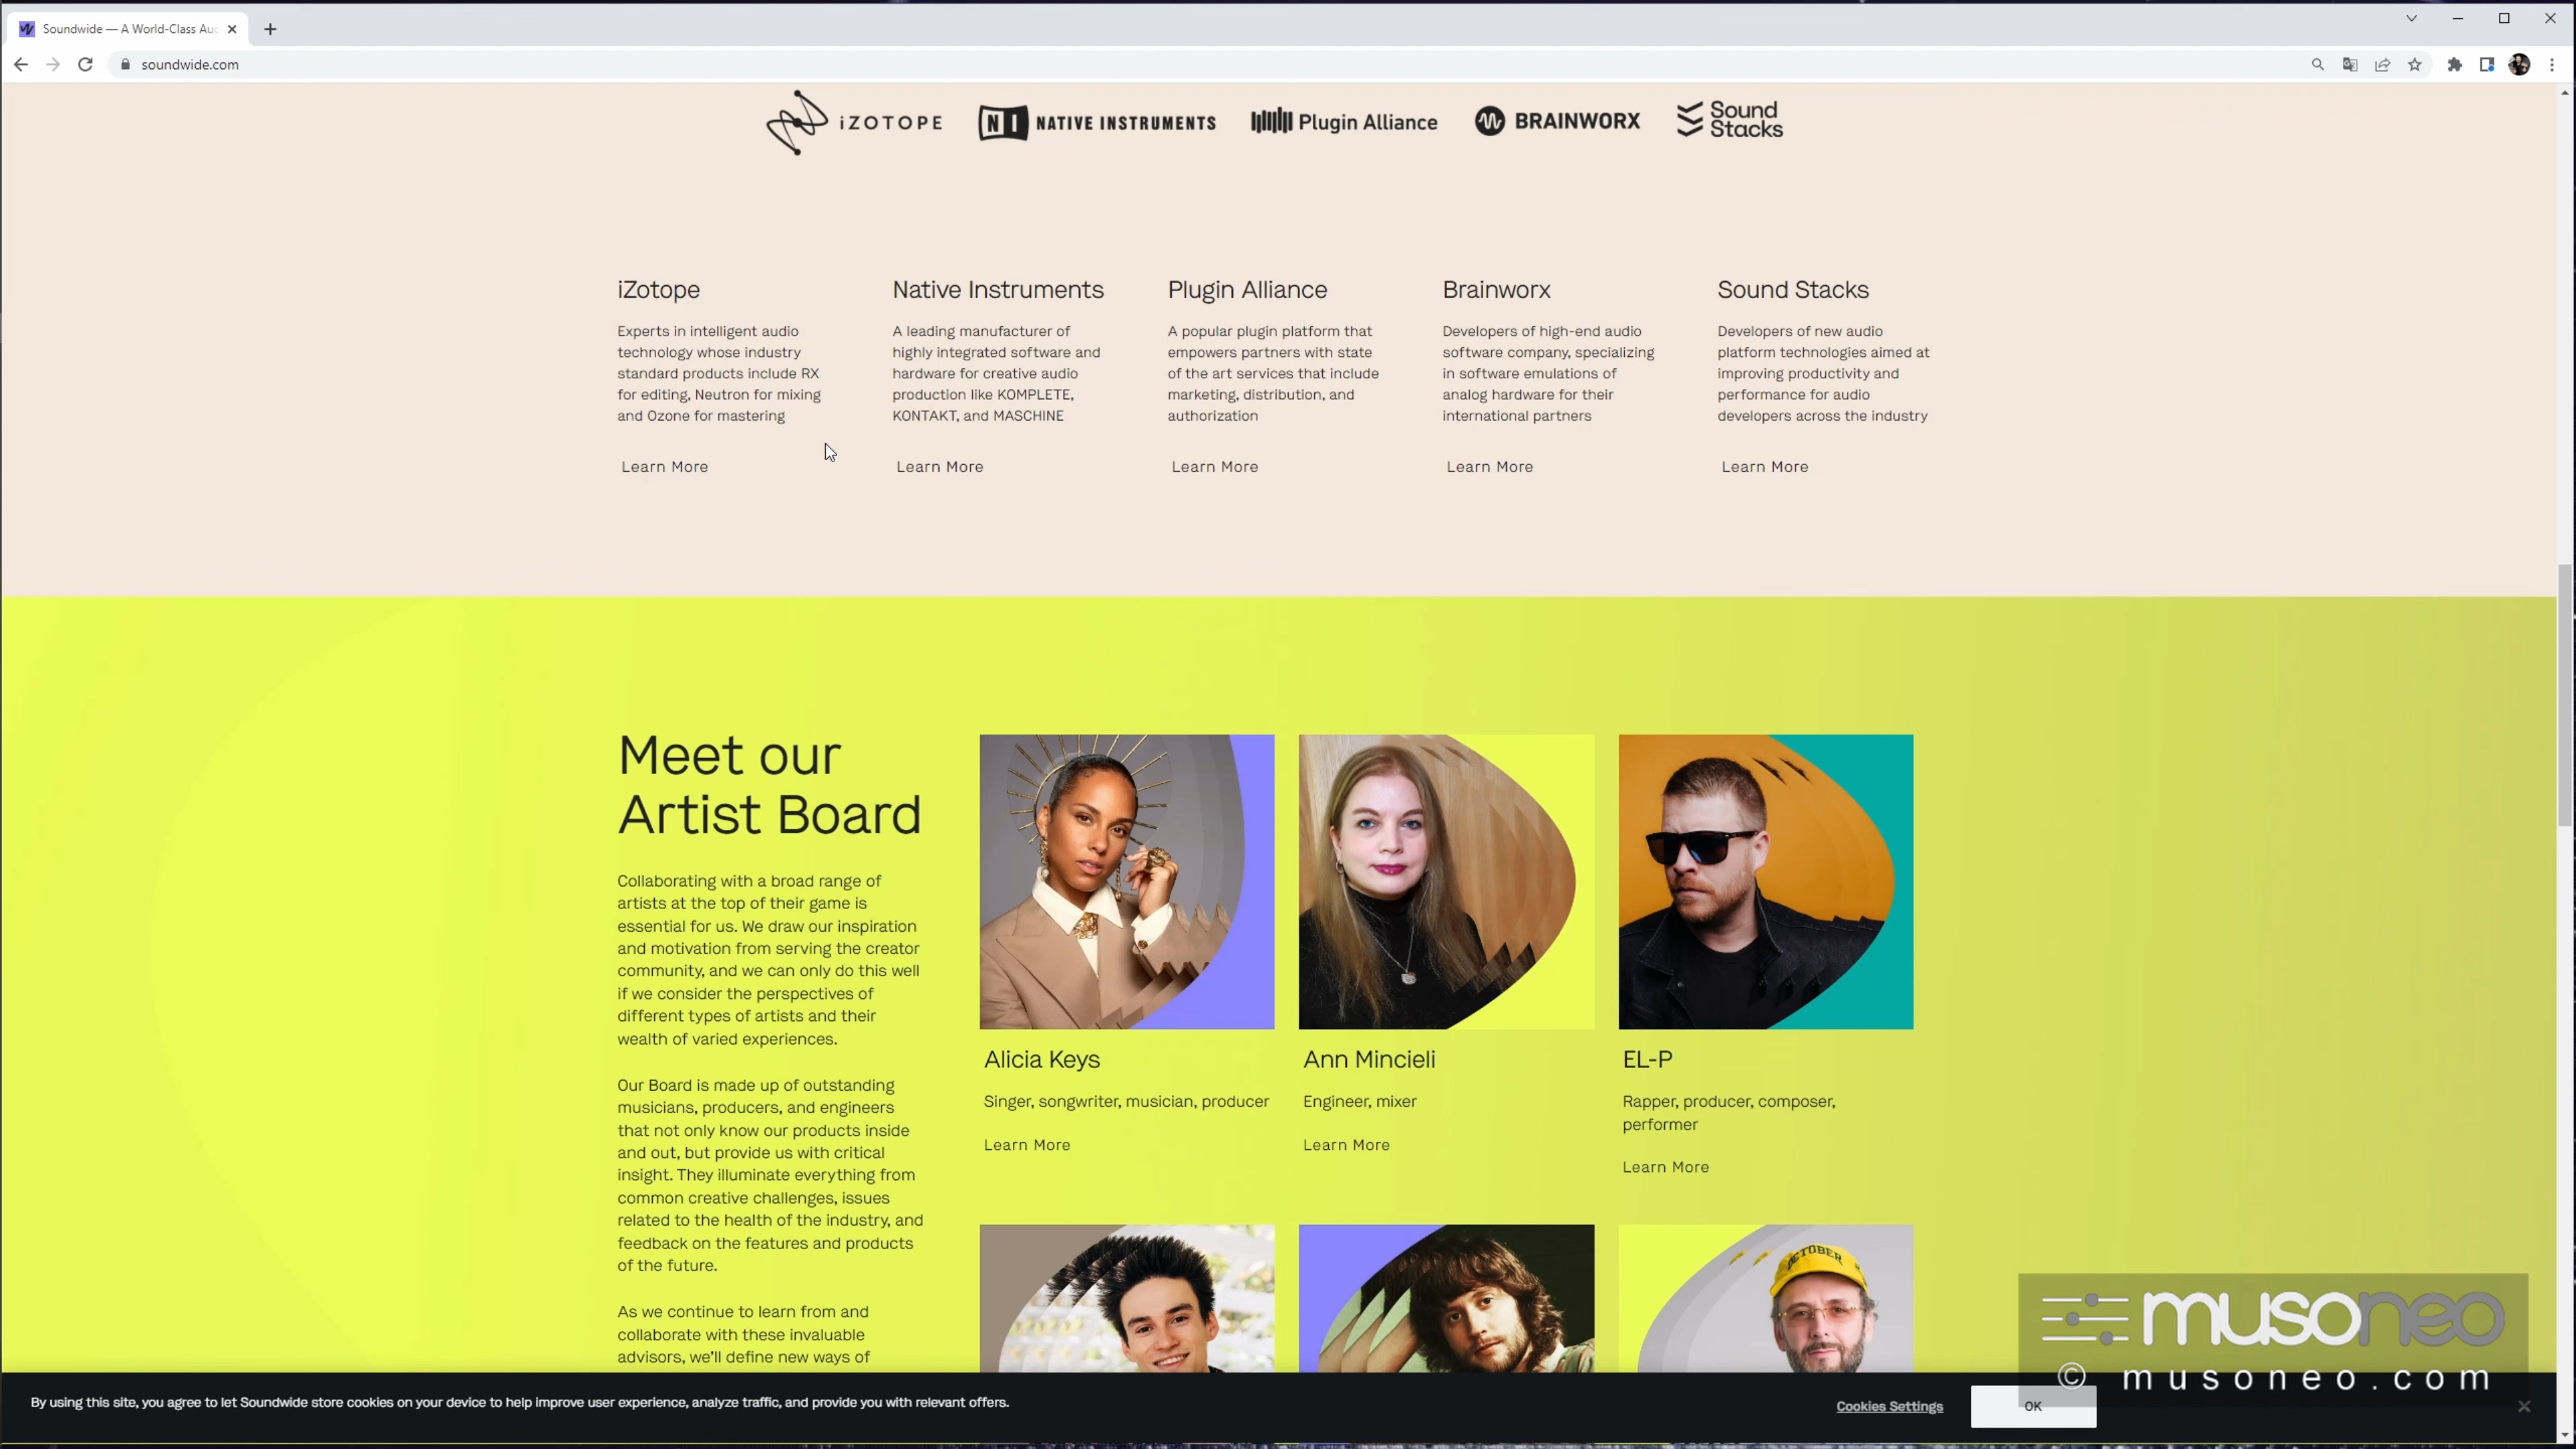 Soundwide — A World-Class Au
soundwide.com
iZOTOPE
NI NATIVE INSTRUMENTS
Plugin Alliance
BRAINWORX
Sound
Stacks
iZotope
Experts in intelligent audio
technology whose industry
standard products include RX
for editing, Neutron for mixing
and Ozone for mastering
Learn More
Native Instruments
A leading manufacturer of
highly integrated software and
hardware for creative audio
production like KOMPLETE,
KONTAKT, and MASCHINE
Learn More
Plugin Alliance
A popular plugin platform that
empowers partners with state
of the art services that include
marketing, distribution, and
authorization
Learn More
Brainworx
Developers of high-end audio
software company, specializing
in software emulations of
analog hardware for their
international partners
Learn More
Sound Stacks
Developers of new audio
platform technologies aimed at
improving productivity and
performance for audio
developers across the industry
Learn More
Meet our
Artist Board
Collaborating with a broad range of
artists at the top of their game is
essential for us. We draw our inspiration
and motivation from serving the creator
community, and we can only do this well
if we consider the perspectives of
different types of artists and their
wealth of varied experiences.
Our Board is made up of outstanding
musicians, producers, and engineers
that not only know our products inside
and out, but provide us with critical
insight. They illuminate everything from
common creative challenges, issues
related to the health of the industry, and
feedback on the features and products
of the future.
As we continue to learn from and
collaborate with these invaluable
advisors, we'll define new ways of
Alicia Keys
Singer, songwriter, musician, producer
Learn More
Ann Mincieli
Engineer, mixer
Learn More
EL-P
Rapper, producer, composer,
performer
Learn More
OCTOBER
musoneo
© musoneo.com
By using this site, you agree to let Soundwide store cookies on your device to help improve user experience, analyze traffic, and provide you with relevant offers.
Cookies Settings
OK